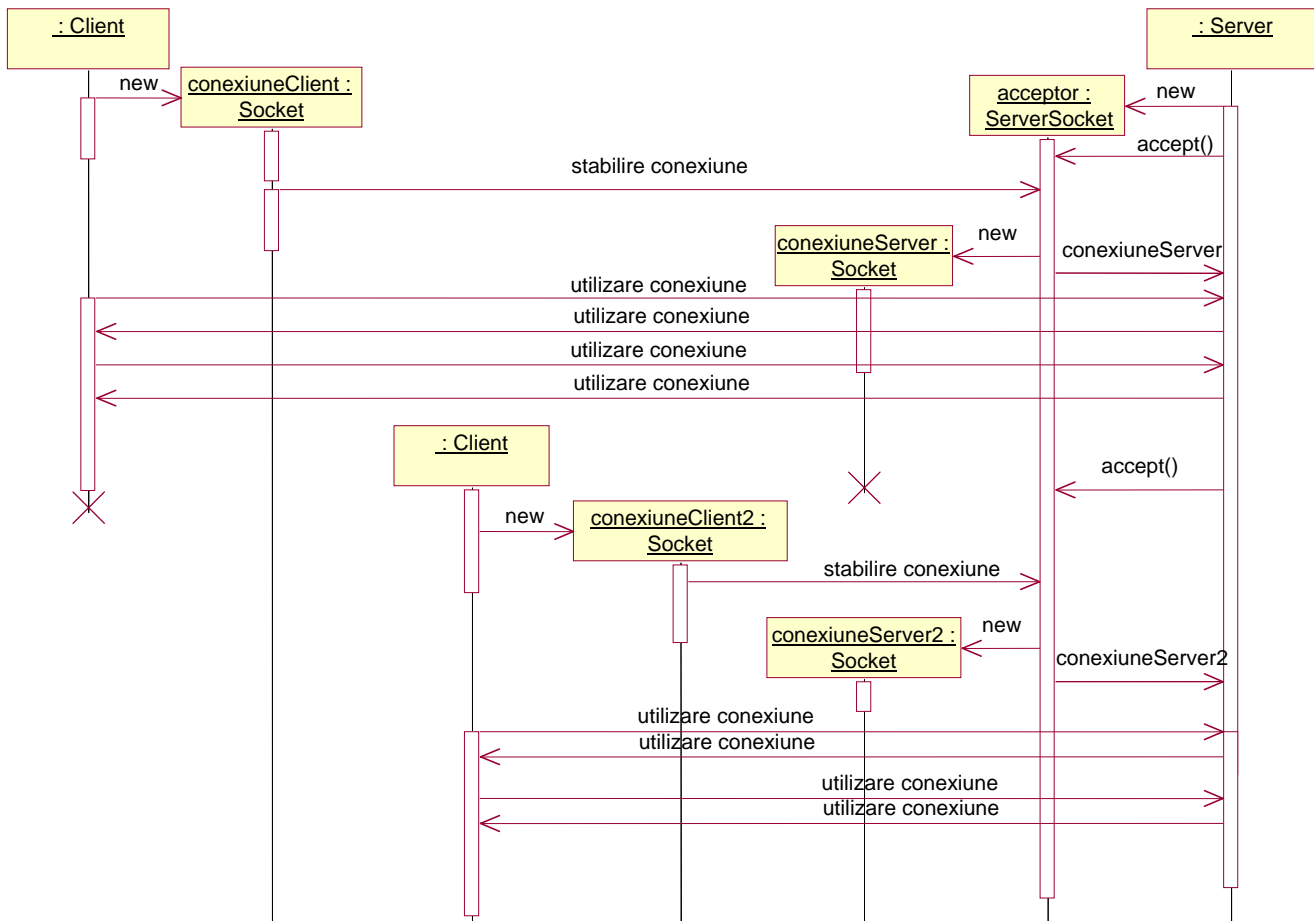 : Client
: Server
new
conexiuneClient :
Socket
acceptor :
ServerSocket
new
accept()
stabilire conexiune
conexiuneServer :
Socket
new
conexiuneServer
utilizare conexiune
utilizare conexiune
utilizare conexiune
utilizare conexiune
: Client
accept()
new
conexiuneClient2 :
Socket
stabilire conexiune
conexiuneServer2 :
Socket
new
conexiuneServer2
utilizare conexiune
utilizare conexiune
utilizare conexiune
utilizare conexiune